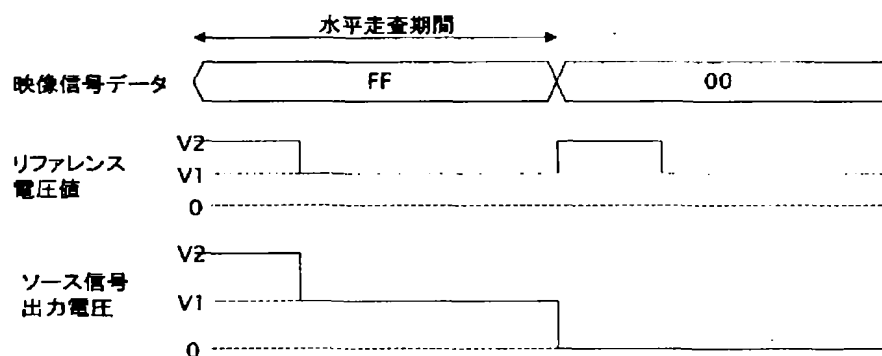 水平走査期間
映像信号データ
FF
00
リファレンス
電圧値
V2
V1
0
ソース信号
出力電圧
V2
V1
0